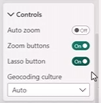 Controls
Auto zoom Off
Zoom buttons On
Lasso button On
Geocoding culture
Auto